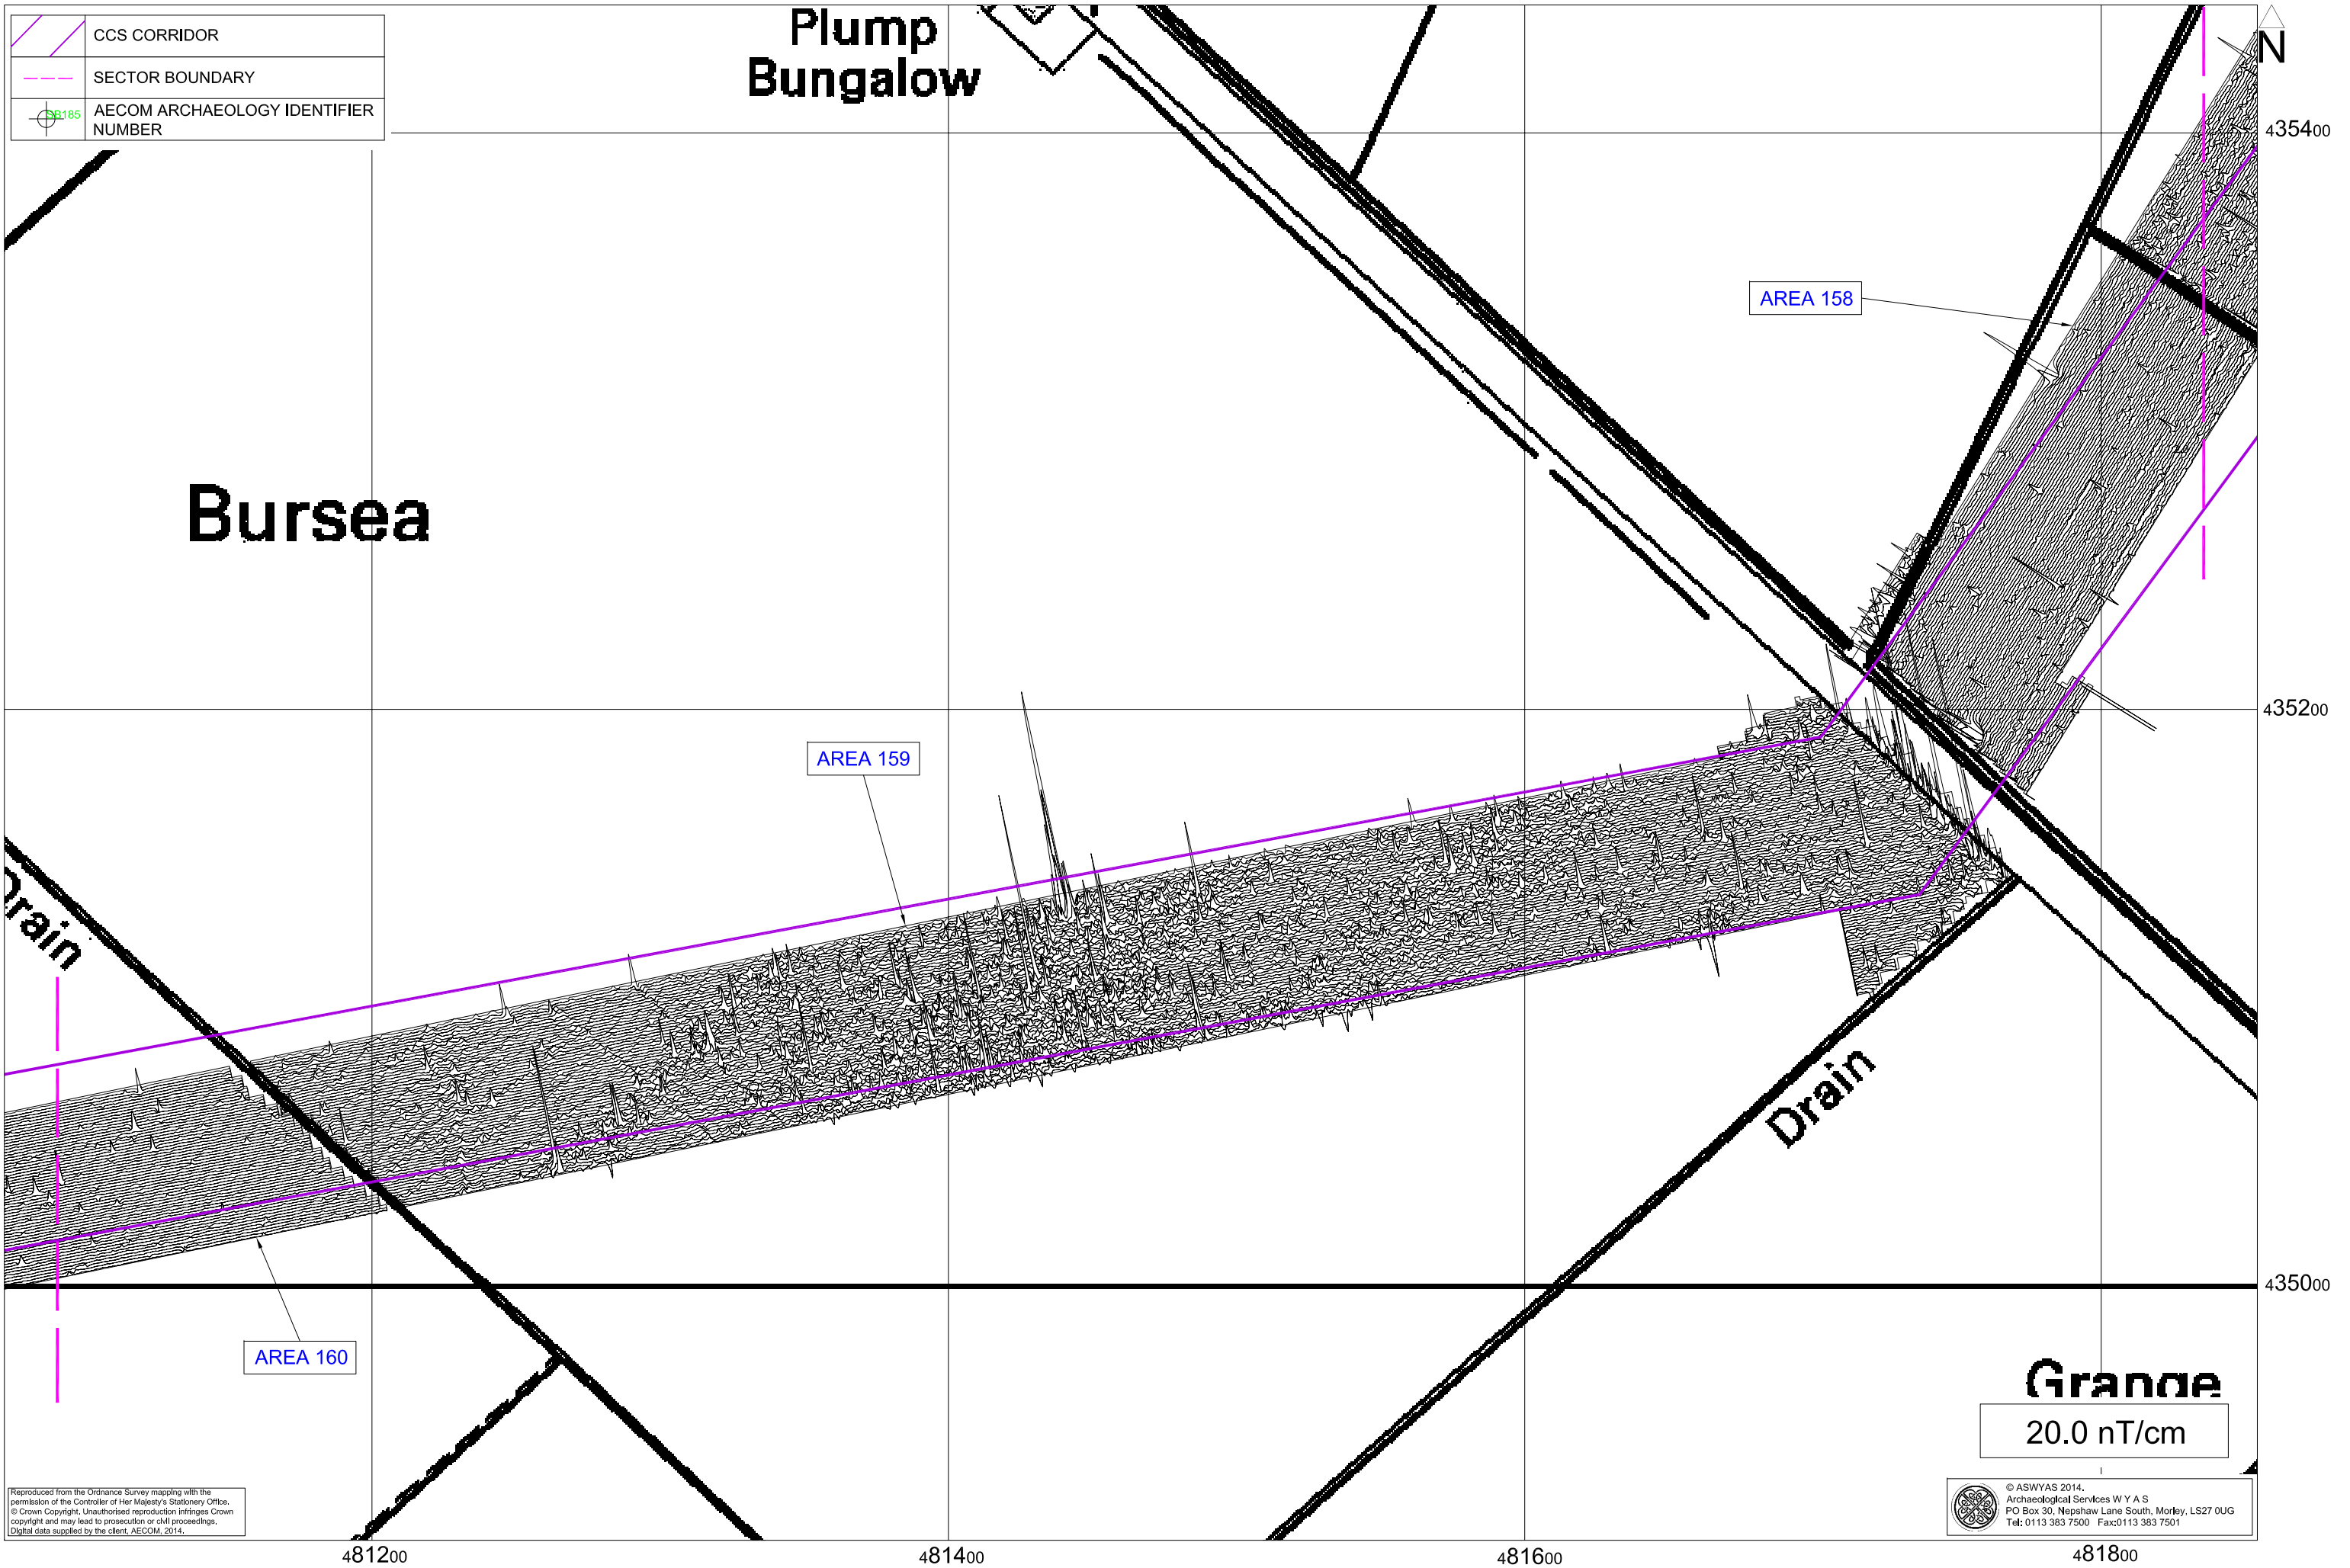 CCS CORRIDOR
SECTOR BOUNDARY
SB185
AECOM ARCHAEOLOGY IDENTIFIER
NUMBER
Plump
Bungalow
N
435400
AREA 158
Bursea
435200
AREA 159
Drain
Drain
435000
AREA 160
Grange
20.0 nT/cm
Reproduced from the Ordnance Survey mapping with the
permission of the Controller of Her Majesty's Stationery Office.
© Crown Copyright. Unauthorised reproduction infringes Crown
copyright and may lead to prosecution or civil proceedings.
Digital data supplied by the client, AECOM, 2014.
© ASWYAS 2014.
Archaeological Services W Y A S
PO Box 30, Nepshaw Lane South, Morley, LS27 0UG
Tel: 0113 383 7500 Fax:0113 383 7501
481200
481400
481600
481800